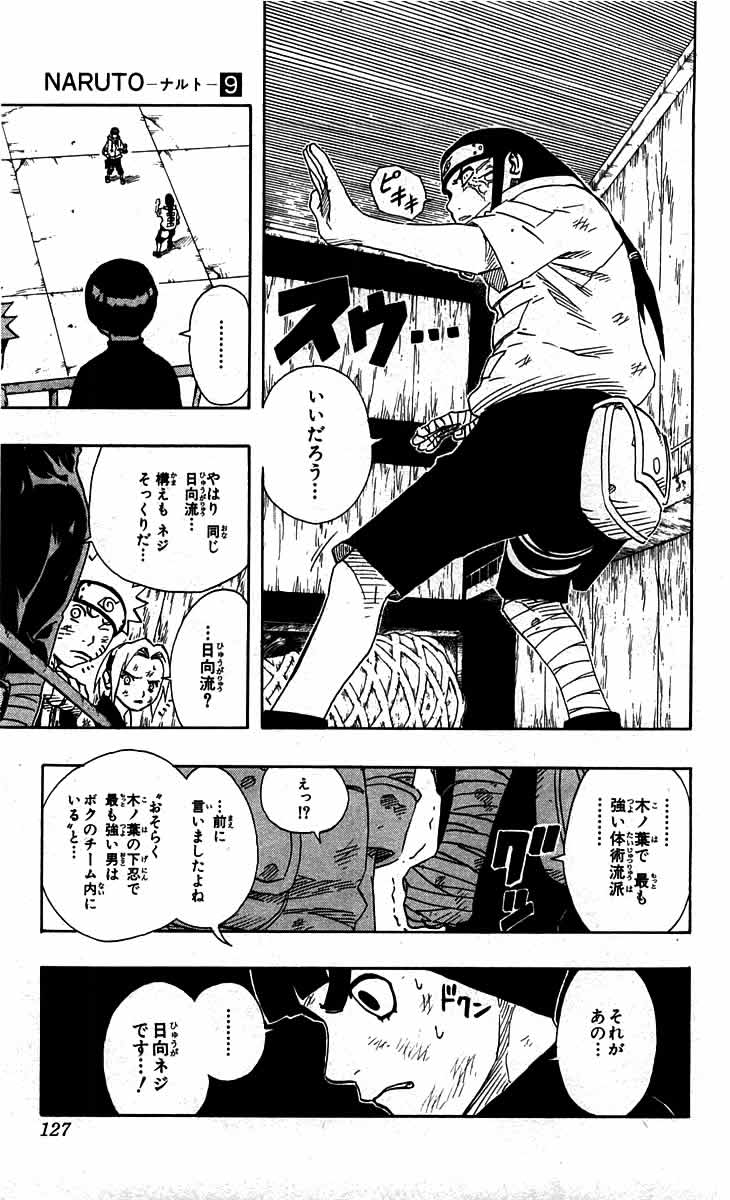 NARUTO―ナルト―9
ピキキ
スゥ…
いいだろう…
………
やはり 同じ
日向流…
構えも ネジ
そっくりだ…
…日向流？
………
木ノ葉で 最も
強い体術流派
………
えっ!?
…前に
言いましたよね
"おそらく
木ノ葉の下忍で
最も強い男は
ボクのチーム内に
いる"と…
それが
あの…
ドクン
………
日向ネジ
です…！
127